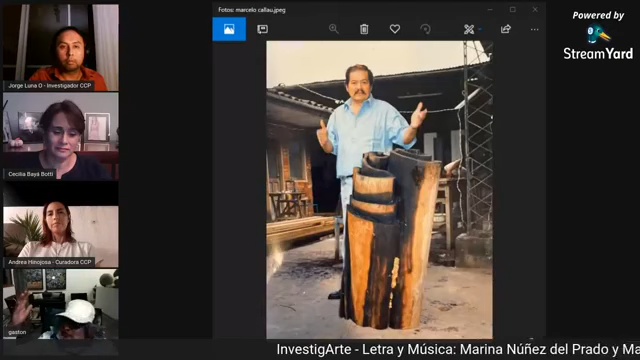 Fotos: marcelo callau.jpeg
Powered by
StreamYard
Jorge Luna O - Investigador CCP
Cecilia Bayá Botti
Andrea Hinojosa - Curadora CCP
gaston
InvestigArte - Letra y Música: Marina Núñez del Prado y Ma